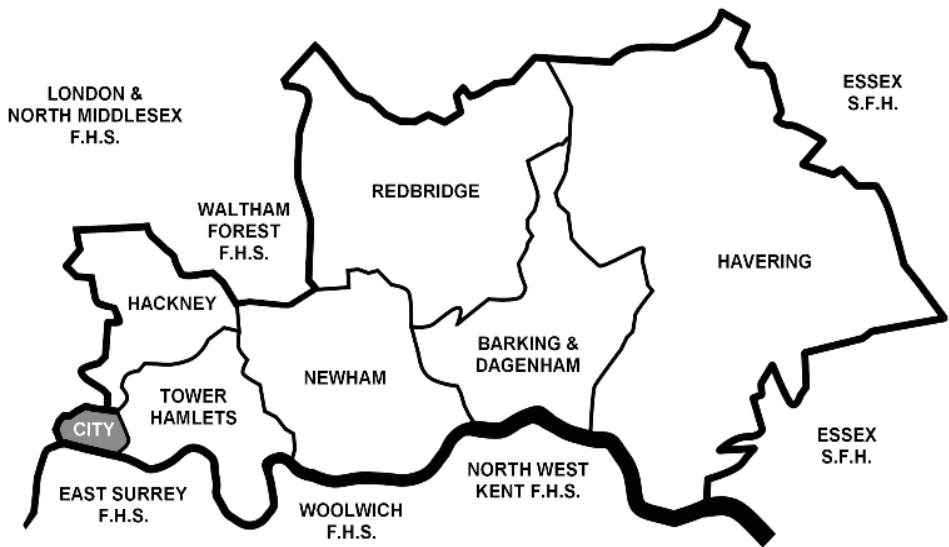 LONDON &
NORTH MIDDLESEX
F.H.S.
ESSEX
S.F.H.
REDBRIDGE
WALTHAM
FOREST
F.H.S.
HAVERING
HACKNEY
BARKING &
DAGENHAM
NEWHAM
TOWER
HAMLETS
CITY
ESSEX
S.F.H.
NORTH WEST
KENT F.H.S.
EAST SURREY
F.H.S.
WOOLWICH
F.H.S.